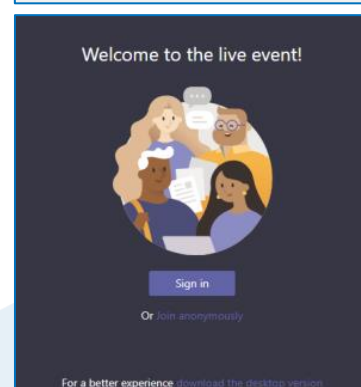 Welcome to the live event!
Sign in
Or Join anonymously
For a better experience download the desktop version